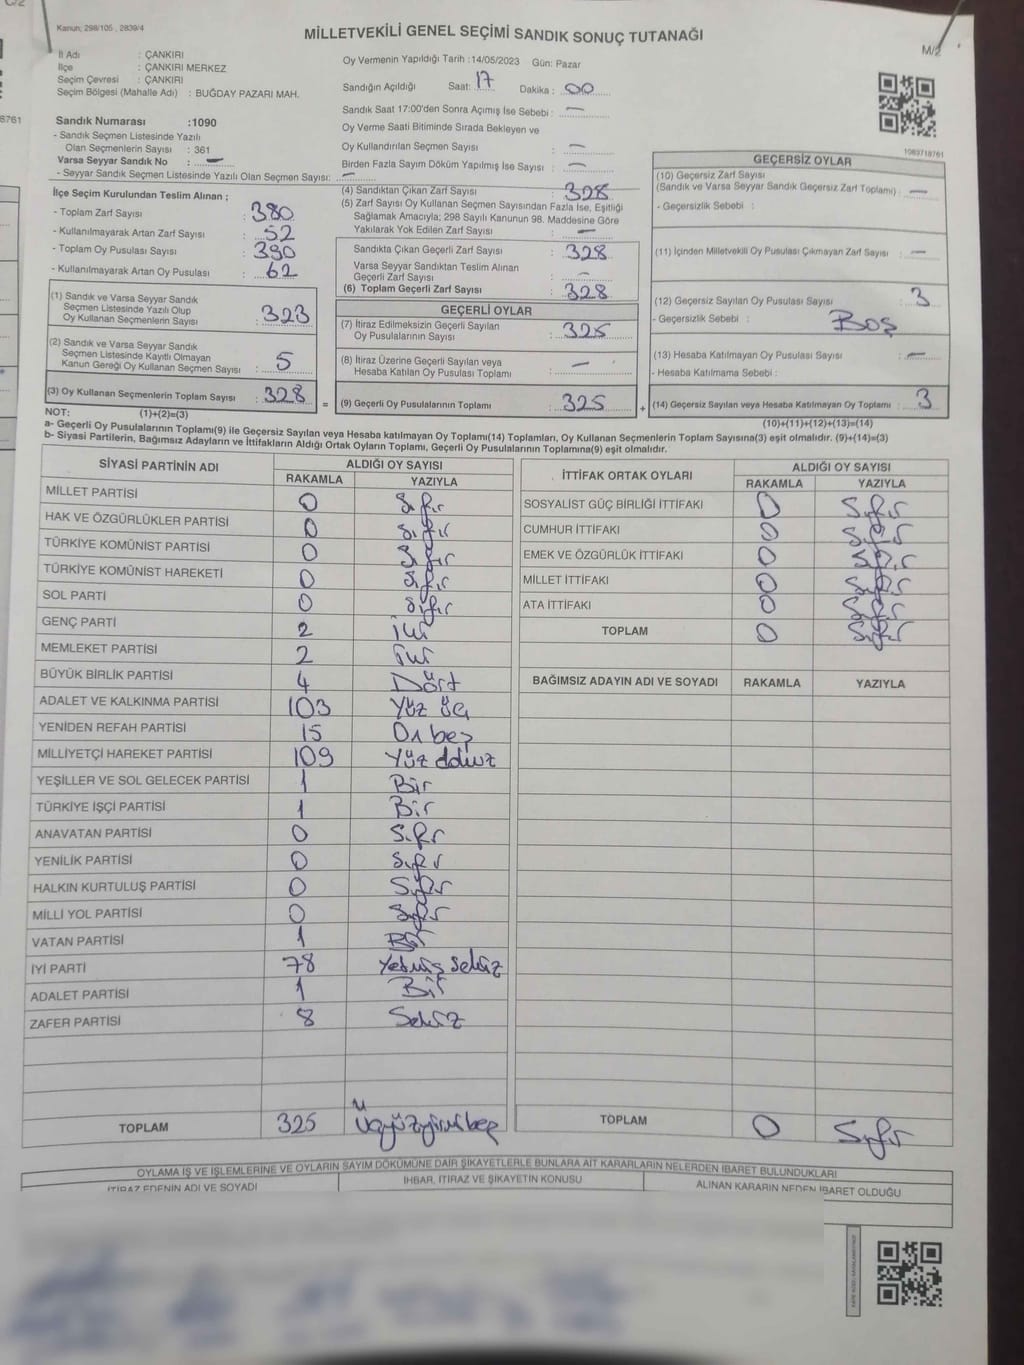 Kanun; 298/105 , 2839/4
MİLLETVEKİLİ GENEL SEÇİMİ SANDIK SONUÇ TUTANAĞI
M/2
İl Adı : ÇANKIRI
İlçe : ÇANKIRI MERKEZ
Seçim Çevresi : ÇANKIRI
Seçim Bölgesi (Mahalle Adı) : BUĞDAY PAZARI MAH.
Oy Vermenin Yapıldığı Tarih :14/05/2023 Gün: Pazar
Sandığın Açıldığı Saat: 17 Dakika : 00
Sandık Saat 17:00'den Sonra Açımış İse Sebebi : —
Oy Verme Saati Bitiminde Sırada Bekleyen ve
Oy Kullandırılan Seçmen Sayısı : —
Birden Fazla Sayım Döküm Yapılmış İse Sayısı : —
1089718761
8761
Sandık Numarası :1090
- Sandık Seçmen Listesinde Yazılı
Olan Seçmenlerin Sayısı : 361
Varsa Seyyar Sandık No : —
- Seyyar Sandık Seçmen Listesinde Yazılı Olan Seçmen Sayısı: —
İlçe Seçim Kurulundan Teslim Alınan ;
- Toplam Zarf Sayısı : 380
- Kullanılmayarak Artan Zarf Sayısı : 52
- Toplam Oy Pusulası Sayısı : 390
- Kullanılmayarak Artan Oy Pusulası : 62
(1) Sandık ve Varsa Seyyar Sandık
Seçmen Listesinde Yazılı Olup
Oy Kullanan Seçmenlerin Sayısı : 323
(2) Sandık ve Varsa Seyyar Sandık
Seçmen Listesinde Kayıtlı Olmayan
Kanun Gereği Oy Kullanan Seçmen Sayısı : 5
(3) Oy Kullanan Seçmenlerin Toplam Sayısı : 328
(4) Sandıktan Çıkan Zarf Sayısı : 328
(5) Zarf Sayısı Oy Kullanan Seçmen Sayısından Fazla İse, Eşitliği
Sağlamak Amacıyla; 298 Sayılı Kanunun 98. Maddesine Göre
Yakılarak Yok Edilen Zarf Sayısı : —
Sandıkta Çıkan Geçerli Zarf Sayısı : 328
Varsa Seyyar Sandıktan Teslim Alınan
Geçerli Zarf Sayısı : —
(6) Toplam Geçerli Zarf Sayısı : 328
GEÇERLİ OYLAR
(7) İtiraz Edilmeksizin Geçerli Sayılan
Oy Pusulasının Sayısı : 325
(8) İtiraz Üzerine Geçerli Sayılan veya
Hesaba Katılan Oy Pusulası Toplamı : —
= (9) Geçerli Oy Pusulalarının Toplamı : 325
GEÇERSİZ OYLAR
(10) Geçersiz Zarf Sayısı
(Sandık ve Varsa Seyyar Sandık Geçersiz Zarf Toplamı) : —
- Geçersizlik Sebebi :
(11) İçinden Milletvekili Oy Pusulası Çıkmayan Zarf Sayısı : —
(12) Geçersiz Sayılan Oy Pusulası Sayısı : 3
- Geçersizlik Sebebi : Boş
(13) Hesaba Katılmayan Oy Pusulası Sayısı : —
- Hesaba Katılmama Sebebi :
+ (14) Geçersiz Sayılan veya Hesaba Katılmayan Oy Toplamı : 3
NOT: (1)+(2)=(3)
(10)+(11)+(12)+(13)=(14)
a- Geçerli Oy Pusulalarının Toplamı(9) ile Geçersiz Sayılan veya Hesaba katılmayan Oy Toplamı(14) Toplamları, Oy Kullanan Seçmenlerin Toplam Sayısına(3) eşit olmalıdır. (9)+(14)=(3)
b- Siyasi Partilerin, Bağımsız Adayların ve İttifakların Aldığı Ortak Oyların Toplamı, Geçerli Oy Pusulalarının Toplamına(9) eşit olmalıdır.
SİYASİ PARTİNİN ADI ALDIĞI OY SAYISI
RAKAMLA YAZIYLA
MİLLET PARTİSİ 0 Sıfır
HAK VE ÖZGÜRLÜKLER PARTİSİ 0 Sıfır
TÜRKİYE KOMÜNİST PARTİSİ 0 Sıfır
TÜRKİYE KOMÜNİST HAREKETİ 0 Sıfır
SOL PARTİ 0 Sıfır
GENÇ PARTİ 2 İki
MEMLEKET PARTİSİ 2 İki
BÜYÜK BİRLİK PARTİSİ 4 Dört
ADALET VE KALKINMA PARTİSİ 103 Yüz üç
YENİDEN REFAH PARTİSİ 15 On beş
MİLLİYETÇİ HAREKET PARTİSİ 109 Yüz dokuz
YEŞİLLER VE SOL GELECEK PARTİSİ 1 Bir
TÜRKİYE İŞÇİ PARTİSİ 1 Bir
ANAVATAN PARTİSİ 0 Sıfır
YENİLİK PARTİSİ 0 Sıfır
HALKIN KURTULUŞ PARTİSİ 0 Sıfır
MİLLİ YOL PARTİSİ 0 Sıfır
VATAN PARTİSİ 1 Bir
İYİ PARTİ 78 Yetmiş Sekiz
ADALET PARTİSİ 1 Bir
ZAFER PARTİSİ 8 Sekiz
TOPLAM 325 Üçyüzyirmibeş
İTTİFAK ORTAK OYLARI ALDIĞI OY SAYISI
RAKAMLA YAZIYLA
SOSYALİST GÜÇ BİRLİĞİ İTTİFAKI 0 Sıfır
CUMHUR İTTİFAKI 0 Sıfır
EMEK VE ÖZGÜRLÜK İTTİFAKI 0 Sıfır
MİLLET İTTİFAKI 0 Sıfır
ATA İTTİFAKI 0 Sıfır
TOPLAM 0 Sıfır
BAĞIMSIZ ADAYIN ADI VE SOYADI RAKAMLA YAZIYLA
TOPLAM 0 Sıfır
OYLAMA İŞ VE İŞLEMLERİNE VE OYLARIN SAYIM DÖKÜMÜNE DAİR ŞİKAYETLERLE BUNLARA AİT KARARLARIN NELERDEN İBARET BULUNDUKLARI
İTİRAZ EDENİN ADI VE SOYADI İHBAR, İTİRAZ VE ŞİKAYETİN KONUSU ALINAN KARARIN NEDEN İBARET OLDUĞU